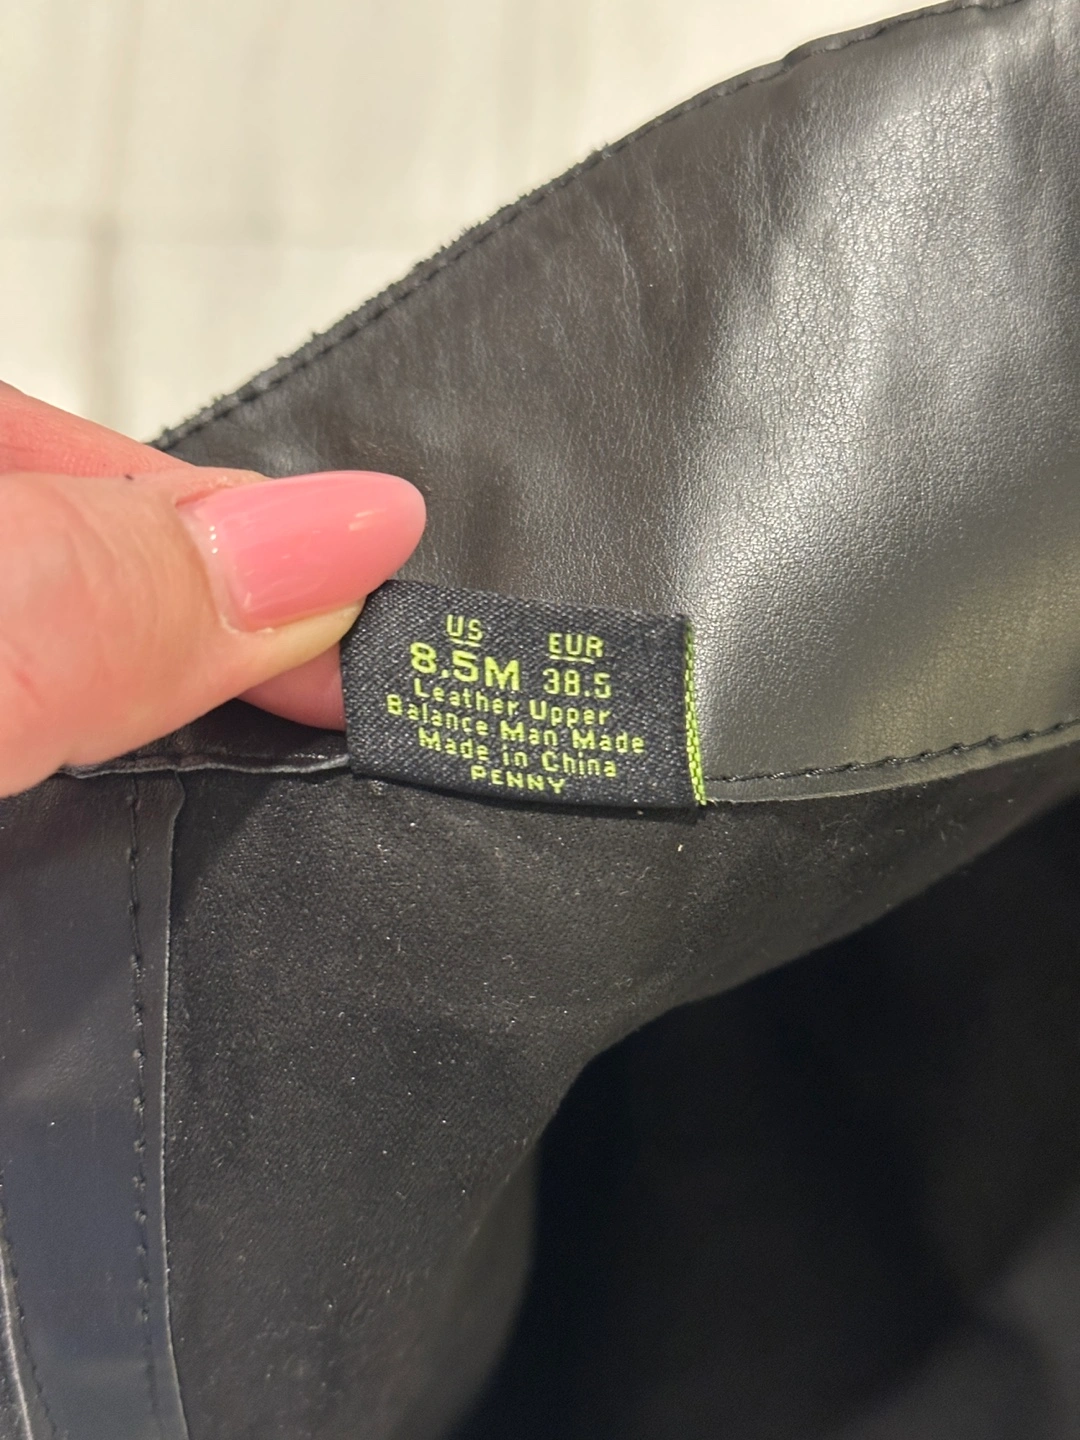 US EUR
8.5M 38.5
Leather Upper
Balance Man Made
Made in China
PENNY